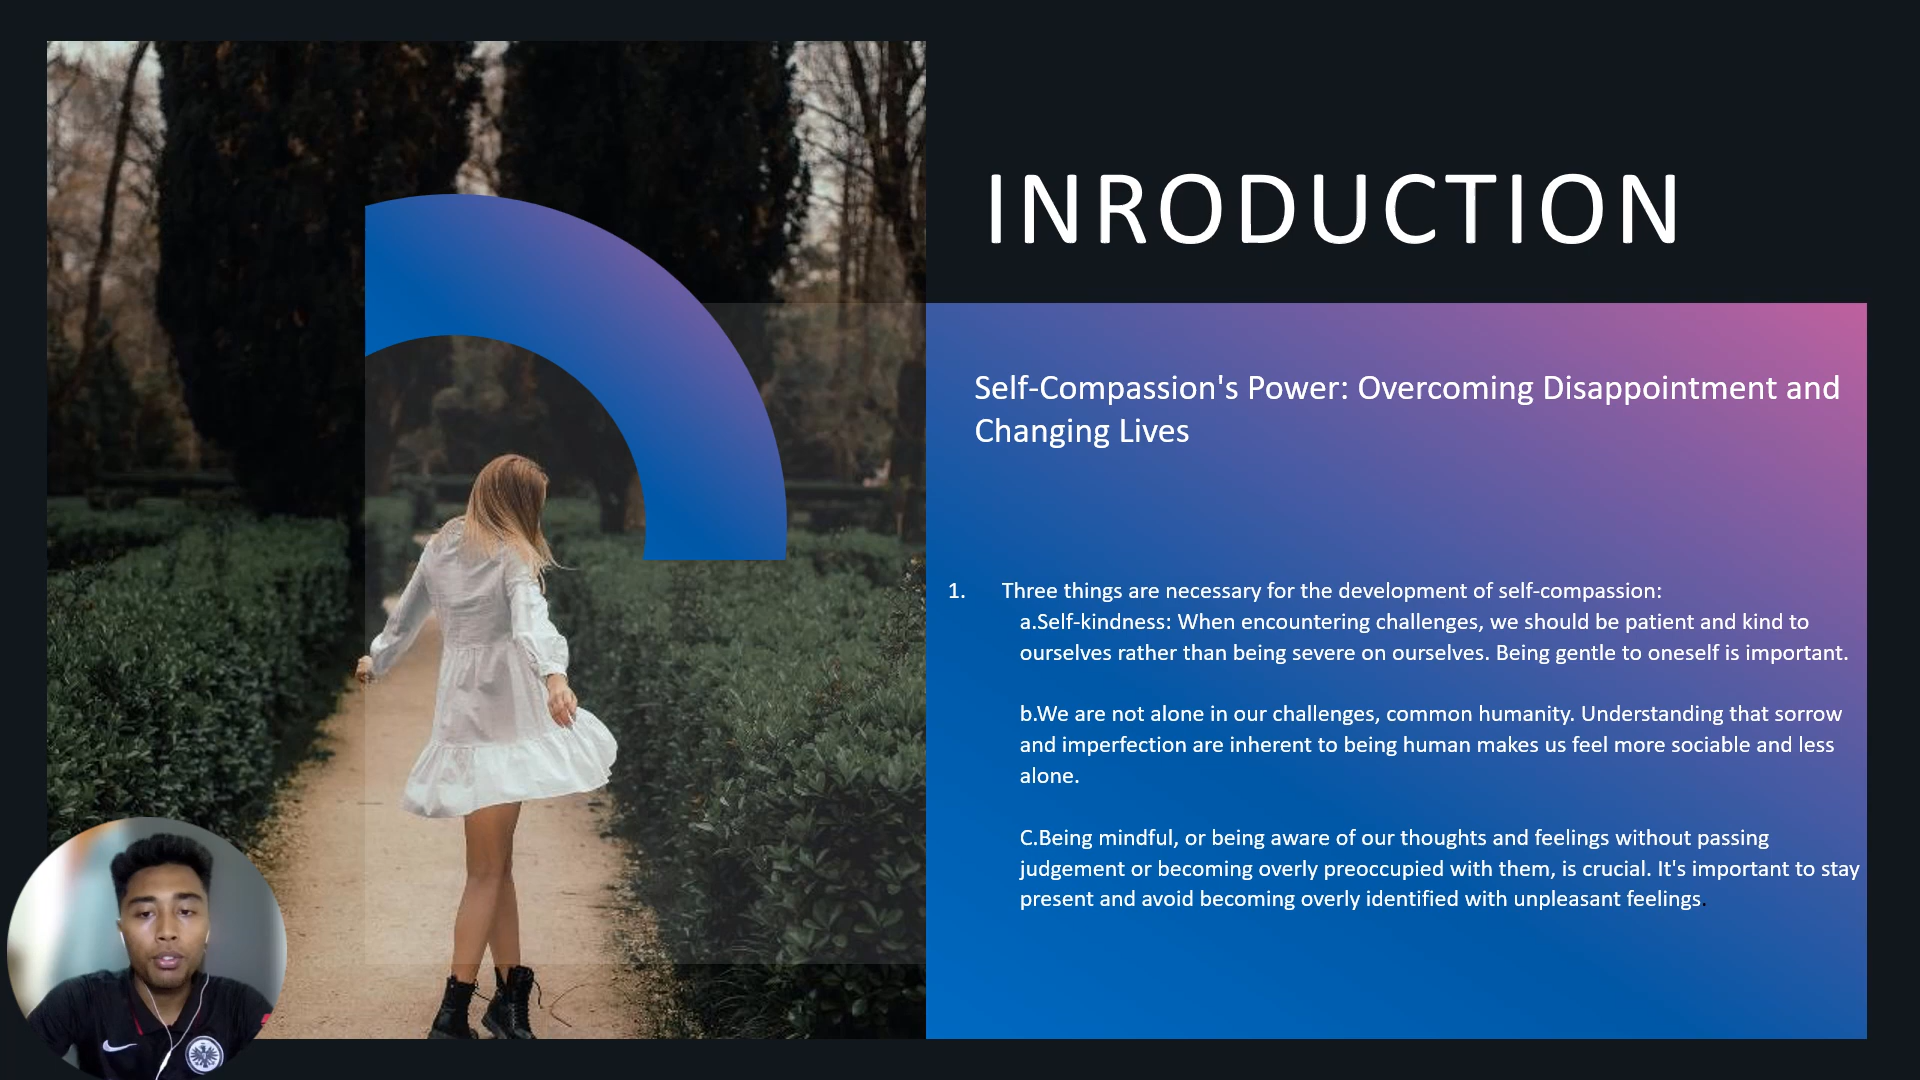 INRODUCTION
Self-Compassion's Power: Overcoming Disappointment and
Changing Lives
1. Three things are necessary for the development of self-compassion:
a.Self-kindness: When encountering challenges, we should be patient and kind to
ourselves rather than being severe on ourselves. Being gentle to oneself is important.
b.We are not alone in our challenges, common humanity. Understanding that sorrow
and imperfection are inherent to being human makes us feel more sociable and less
alone.
C.Being mindful, or being aware of our thoughts and feelings without passing
judgement or becoming overly preoccupied with them, is crucial. It's important to stay
present and avoid becoming overly identified with unpleasant feelings.